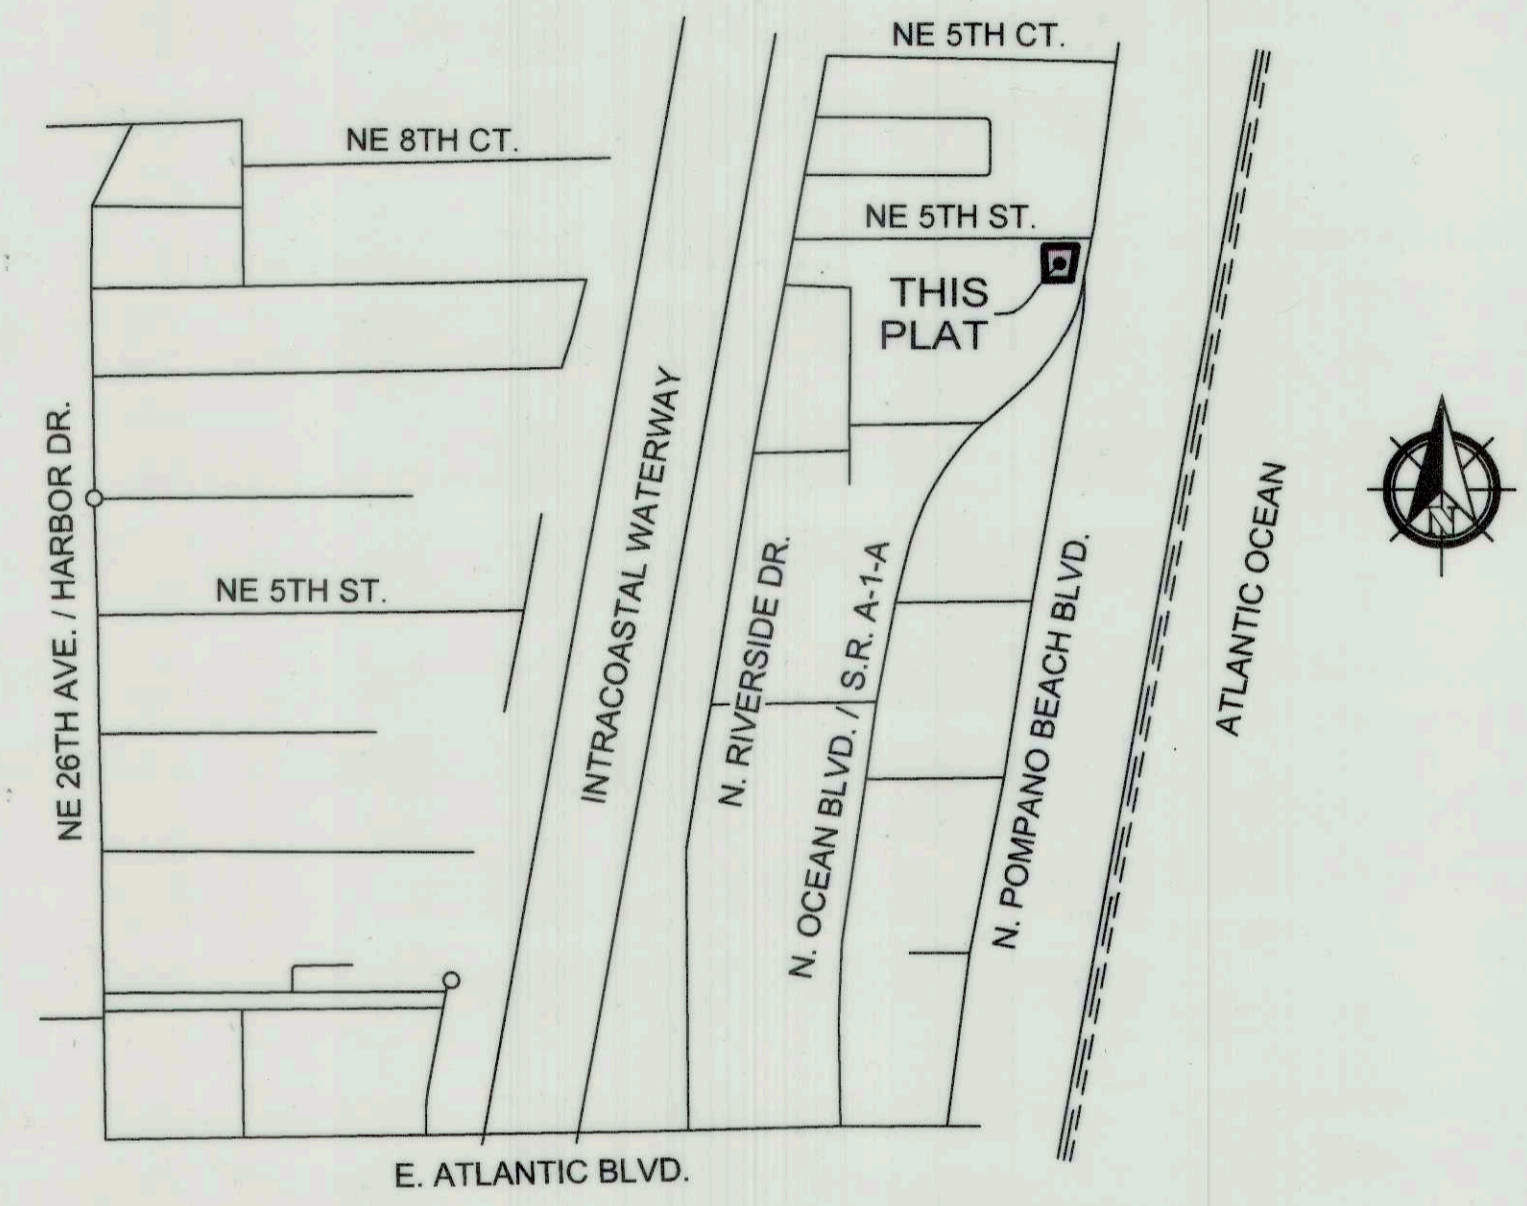 NE 5TH CT.
NE 8TH CT.
NE 5TH ST.
THIS
PLAT
NE 26TH AVE. / HARBOR DR.
NE 5TH ST.
INTRACOASTAL WATERWAY
N. RIVERSIDE DR.
N. OCEAN BLVD. / S.R. A-1-A
N. POMPANO BEACH BLVD.
ATLANTIC OCEAN
N
E. ATLANTIC BLVD.